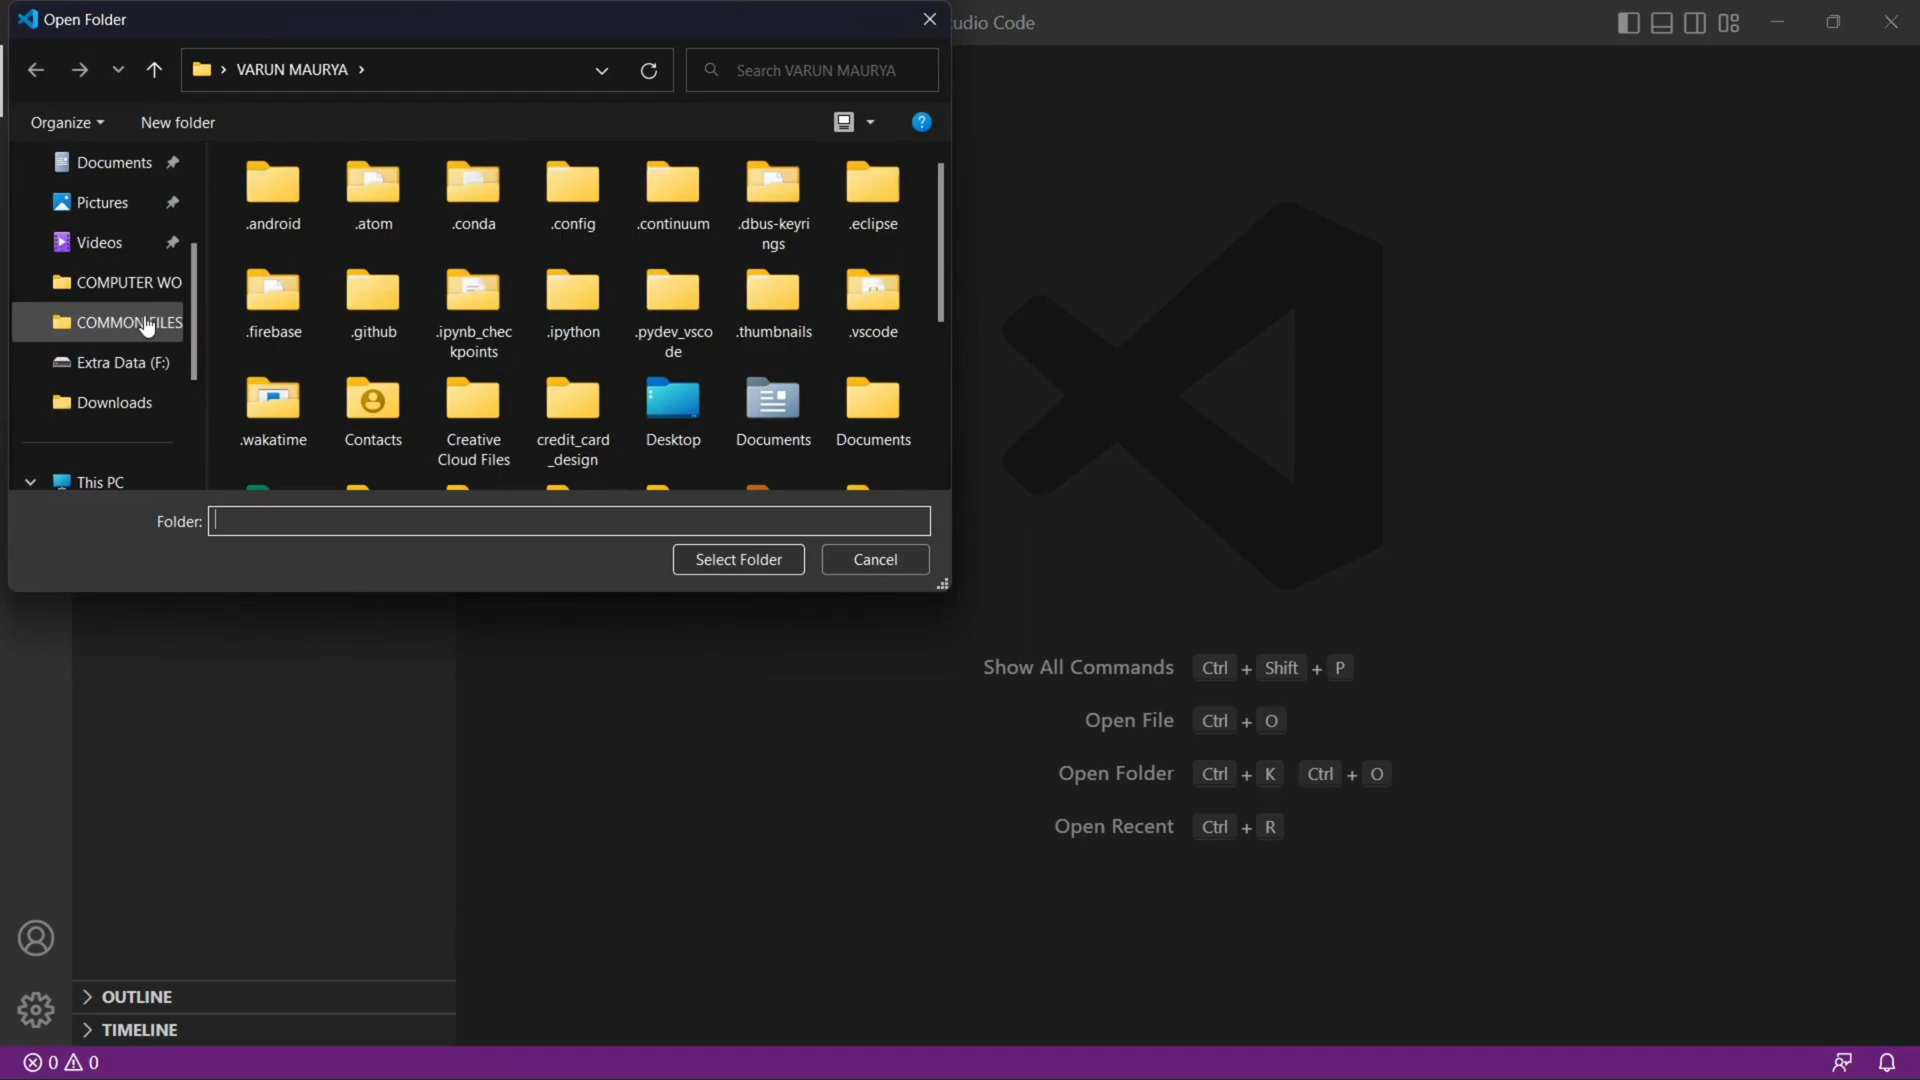 Open Folder
udio Code
VARUN MAURYA
Search VARUN MAURYA
Organize
New folder
Documents
Pictures
Videos
COMPUTER WO
COMMON FILES
Extra Data (F:)
Downloads
This PC
.android
.atom
.conda
.config
.continuum
.dbus-keyri
ngs
.eclipse
.firebase
.github
.ipynb_chec
kpoints
.ipython
.pydev_vsco
de
.thumbnails
.vscode
.wakatime
Contacts
Creative
Cloud Files
credit_card
_design
Desktop
Documents
Documents
Folder:
Select Folder
Cancel
Show All Commands Ctrl + Shift + P
Open File Ctrl + O
Open Folder Ctrl + K Ctrl + O
Open Recent Ctrl + R
OUTLINE
TIMELINE
0 0